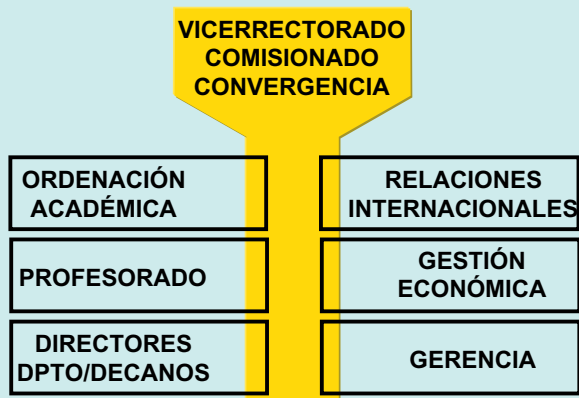 VICERRECTORADO
COMISIONADO
CONVERGENCIA
ORDENACIÓN
ACADÉMICA
RELACIONES
INTERNACIONALES
PROFESORADO
GESTIÓN
ECONÓMICA
DIRECTORES
DPTO/DECANOS
GERENCIA